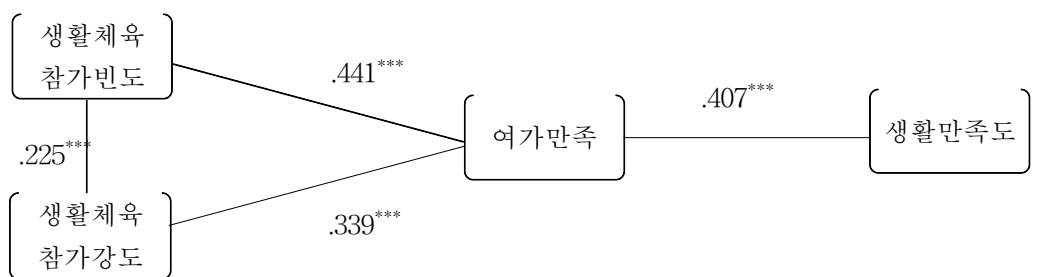 생활체육
참가빈도
.441***
.407***
여가만족
생활만족도
.225***
생활체육
참가강도
.339***